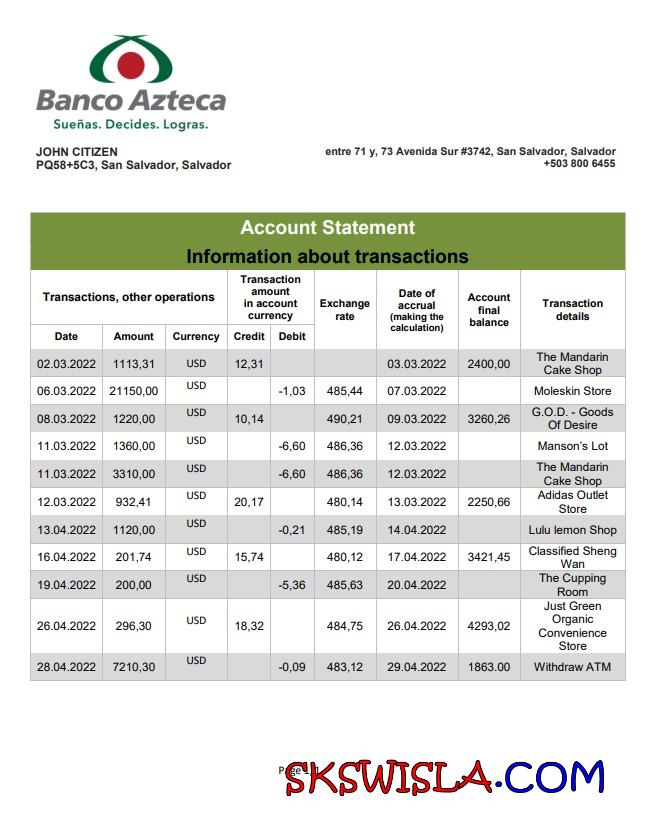 Banco Azteca
Sueñas. Decides. Logras.
JOHN CITIZEN
PQ58+5C3, San Salvador, Salvador
entre 71 y, 73 Avenida Sur #3742, San Salvador, Salvador
+503 800 6455
Account Statement
Information about transactions
Transactions, other operations
Transaction
amount
in account
currency
Exchange
rate
Date of
accrual
(making the
calculation)
Account
final
balance
Transaction
details
Date Amount Currency Credit Debit
02.03.2022 1113,31 USD 12,31 03.03.2022 2400,00 The Mandarin
Cake Shop
06.03.2022 21150,00 USD -1,03 485,44 07.03.2022 Moleskin Store
08.03.2022 1220,00 USD 10,14 490,21 09.03.2022 3260,26 G.O.D. - Goods
Of Desire
11.03.2022 1360,00 USD -6,60 486,36 12.03.2022 Manson's Lot
11.03.2022 3310,00 USD -6,60 486,36 12.03.2022 The Mandarin
Cake Shop
12.03.2022 932,41 USD 20,17 480,14 13.03.2022 2250,66 Adidas Outlet
Store
13.04.2022 1120,00 USD -0,21 485,19 14.04.2022 Lulu lemon Shop
16.04.2022 201,74 USD 15,74 480,12 17.04.2022 3421,45 Classified Sheng
Wan
19.04.2022 200,00 USD -5,36 485,63 20.04.2022 The Cupping
Room
26.04.2022 296,30 USD 18,32 484,75 26.04.2022 4293,02 Just Green
Organic
Convenience
Store
28.04.2022 7210,30 USD -0,09 483,12 29.04.2022 1863.00 Withdraw ATM
Page
SKSWISLA.COM